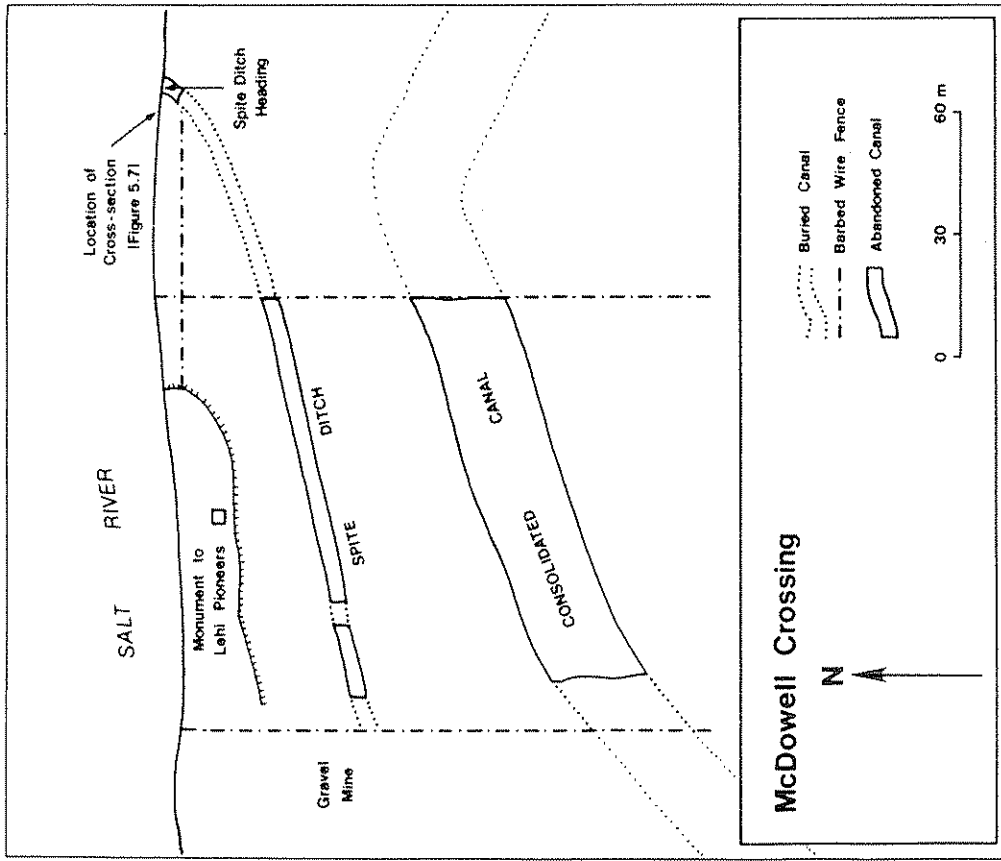 SALT RIVER
Location of
Cross-section
[Figure 5.7]
Spite Ditch
Heading
Monument to
Lehi Pioneers
SPITE DITCH
CONSOLIDATED CANAL
Gravel
Mine
McDowell Crossing
N
Buried Canal
Barbed Wire Fence
Abandoned Canal
0 30 60 m